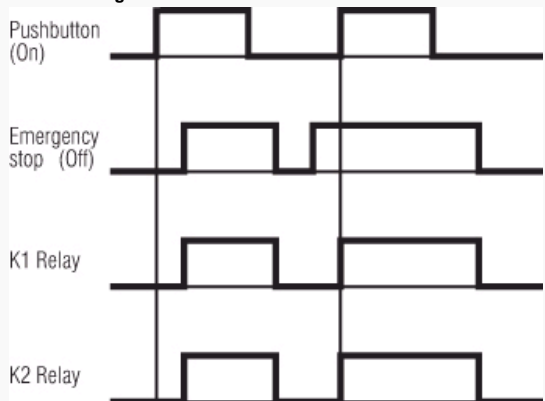 Pushbutton
(On)
Emergency
stop (Off)
K1 Relay
K2 Relay